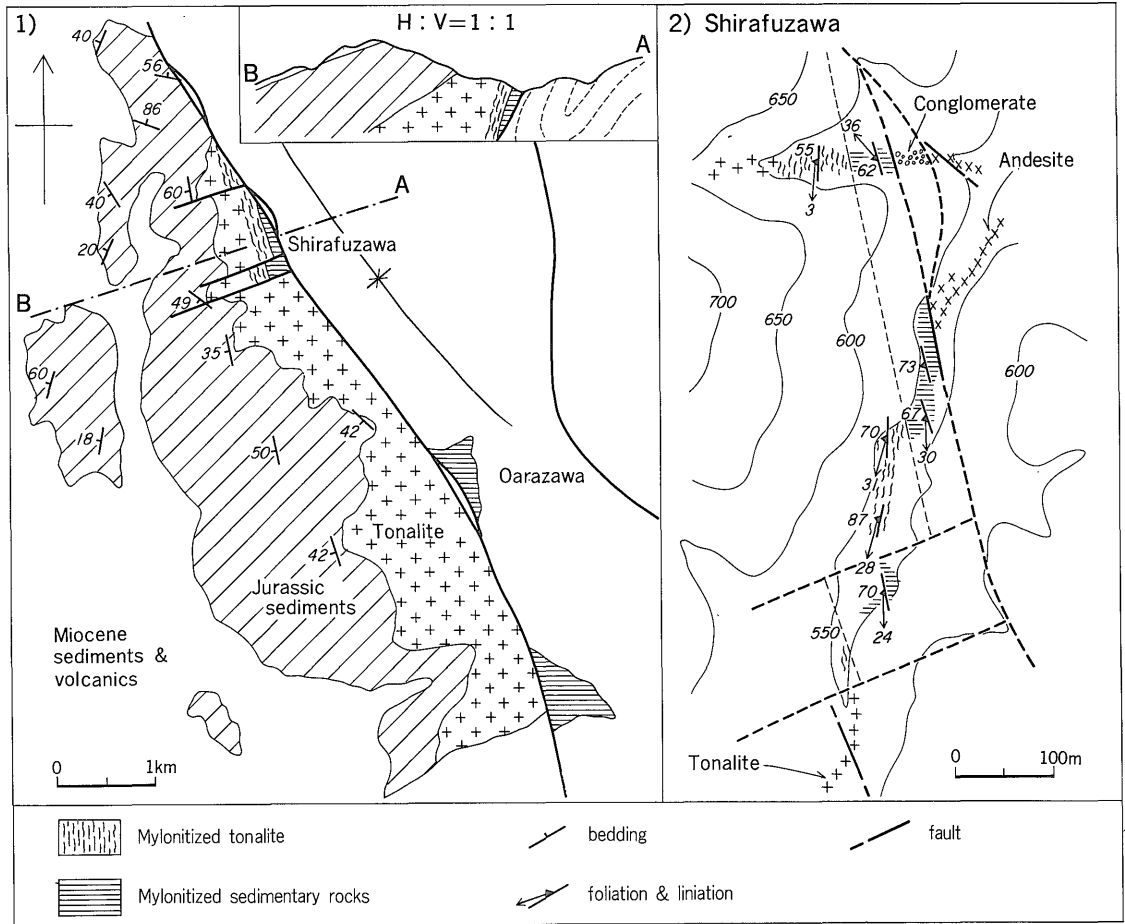 1)
H : V = 1 : 1
B
A
40
56
86
60
40
20
A
Shirafuzawa
B
49
35
60
18
50
42
42
Oarazawa
Tonalite
Jurassic
sediments
Miocene
sediments &
volcanics
0 1km
2) Shirafuzawa
650
Conglomerate
36
55
62
Andesite
3
700
650
600
73
600
67
70
30
3
87
28
70
550
24
Tonalite
0 100m
Mylonitized tonalite
bedding
fault
Mylonitized sedimentary rocks
foliation & liniation